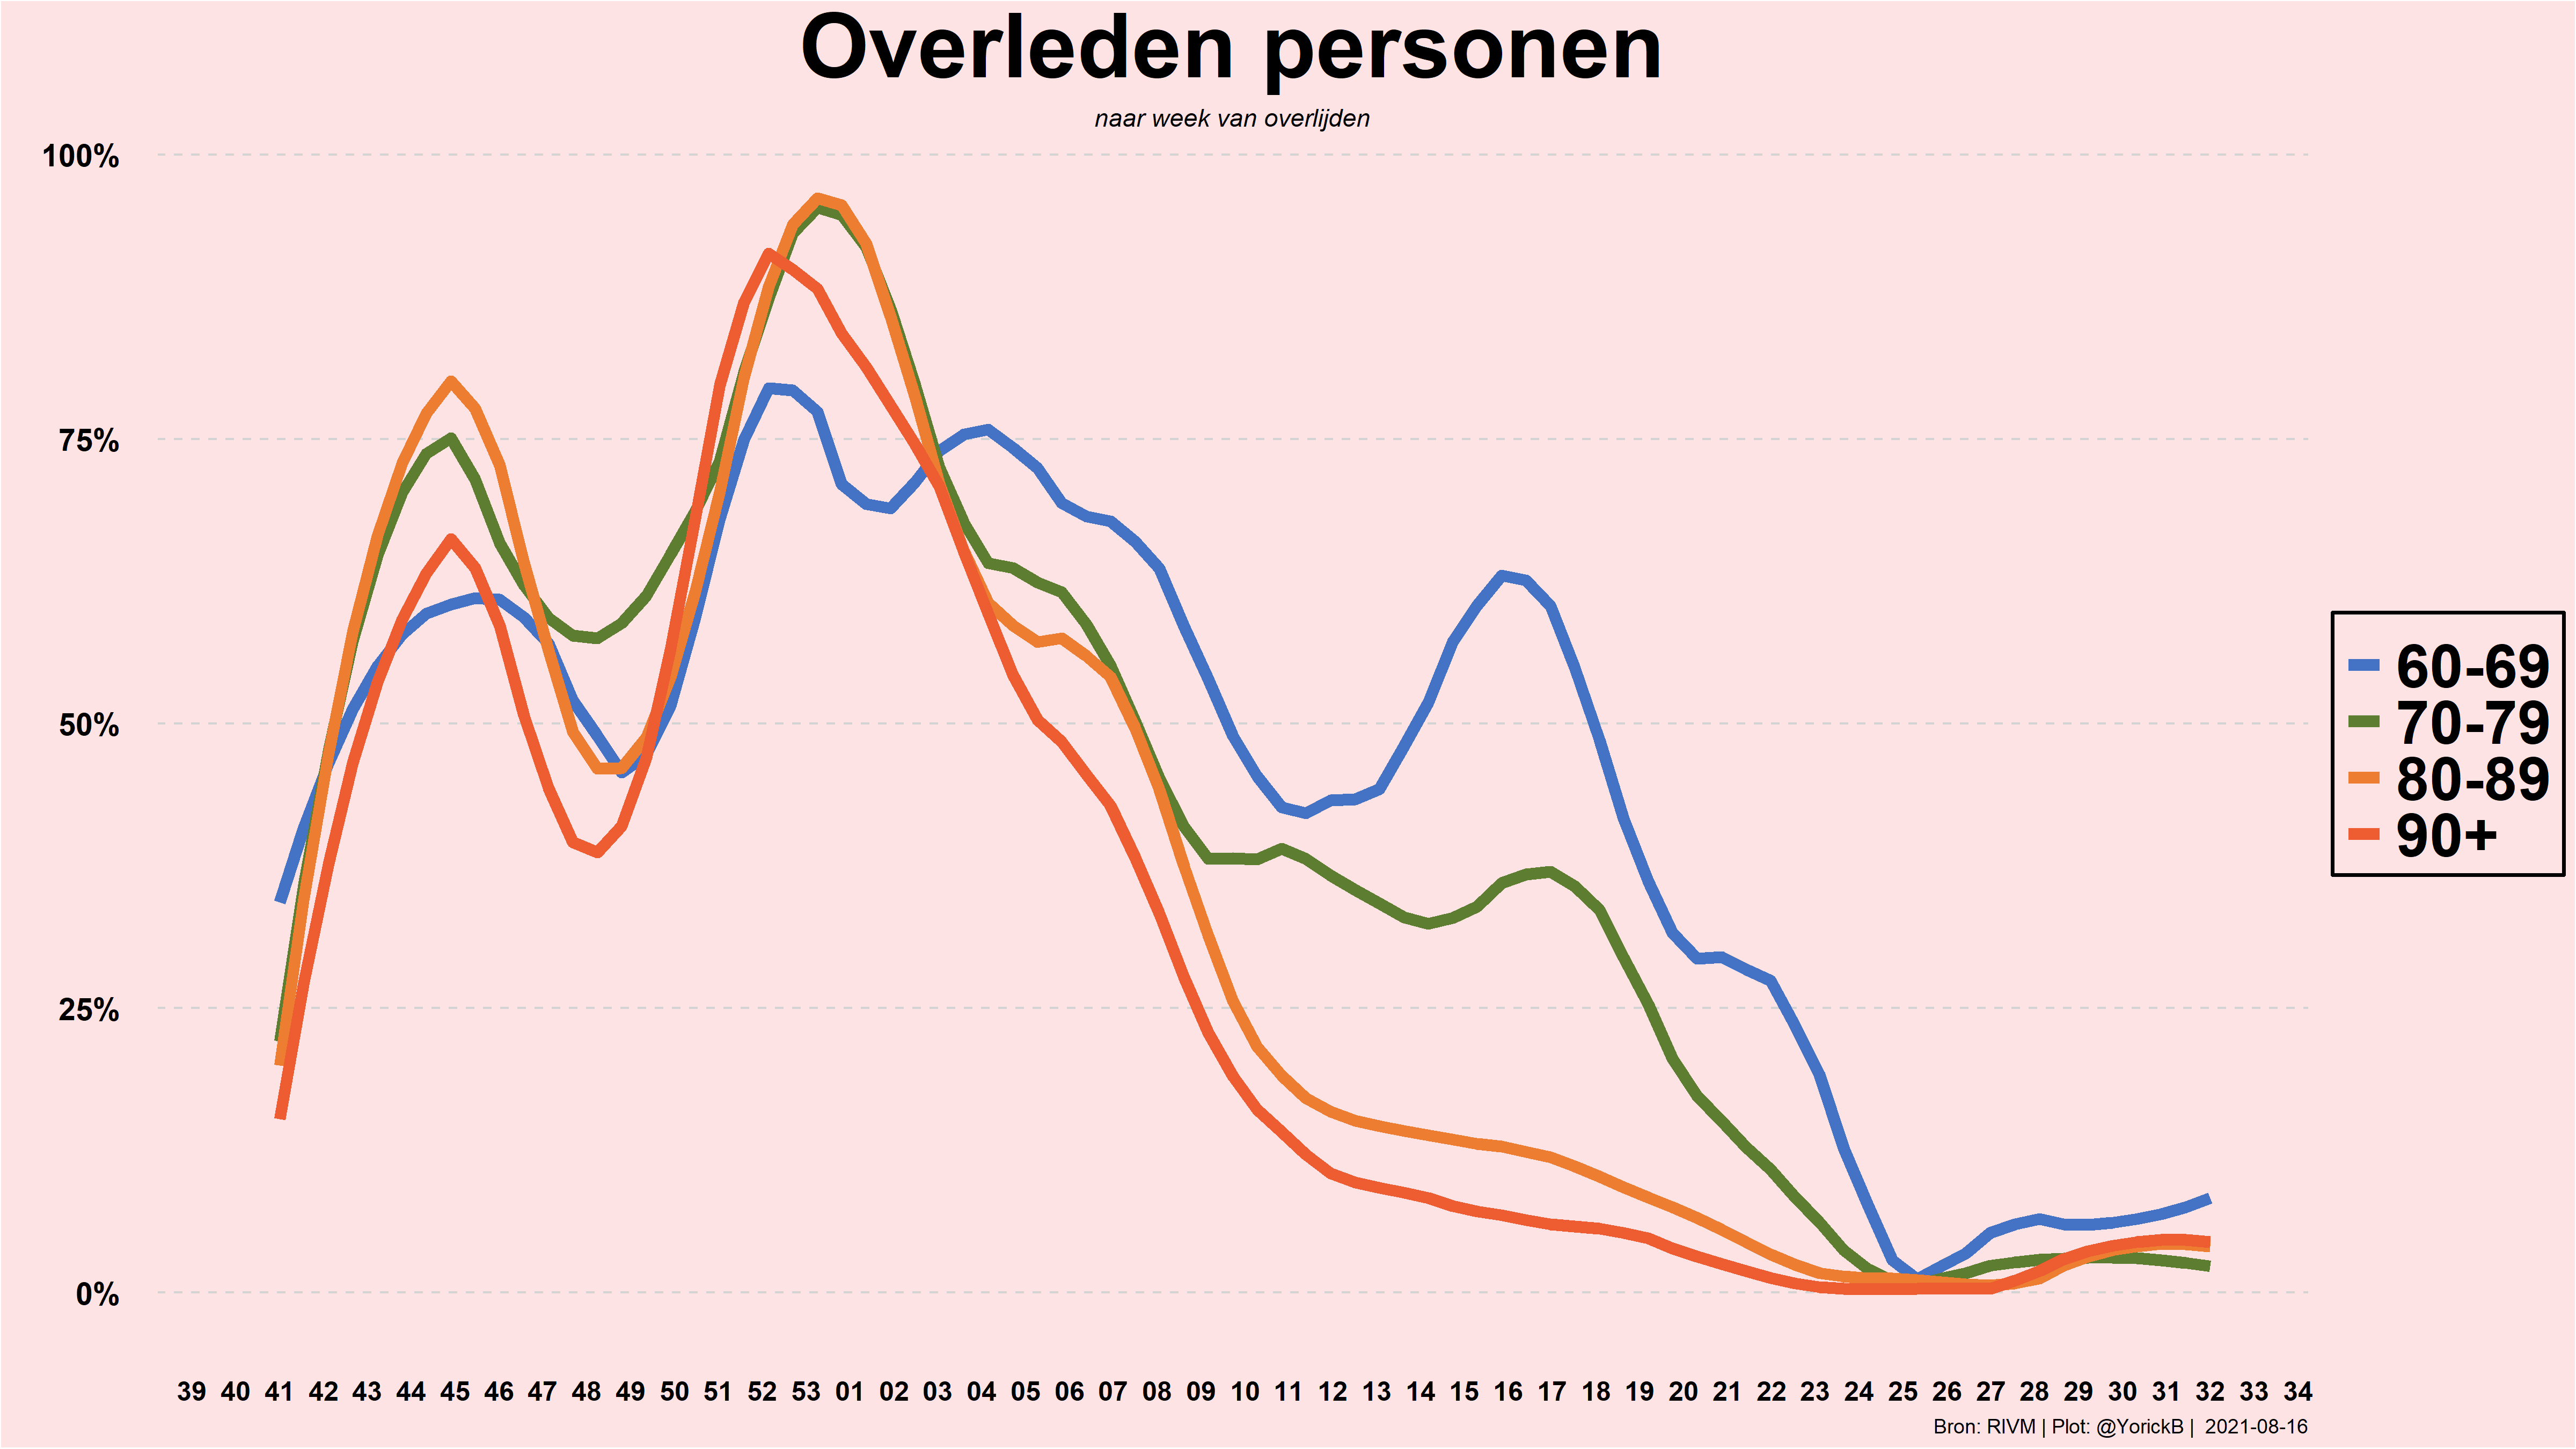 Overleden personen
naar week van overlijden
100%
75%
50%
25%
0%
60-69
70-79
80-89
90+
39 40 41 42 43 44 45 46 47 48 49 50 51 52 53 01 02 03 04 05 06 07 08 09 10 11 12 13 14 15 16 17 18 19 20 21 22 23 24 25 26 27 28 29 30 31 32 33 34
Bron: RIVM | Plot: @YorickB | 2021-08-16